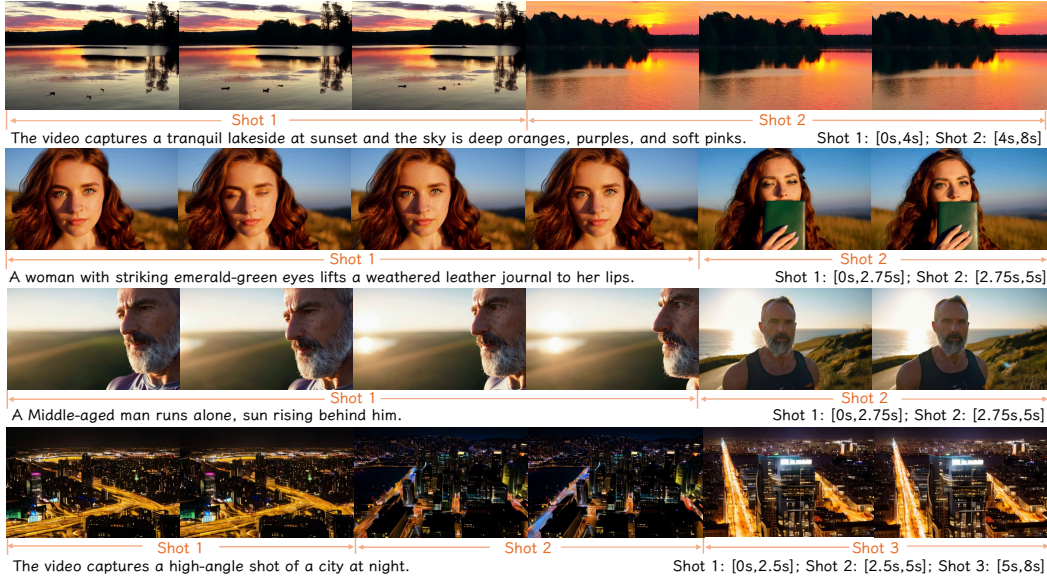 Shot 1
Shot 2
The video captures a tranquil lakeside at sunset and the sky is deep oranges, purples, and soft pinks.
Shot 1: [0s,4s]; Shot 2: [4s,8s]
Shot 1
Shot 2
A woman with striking emerald-green eyes lifts a weathered leather journal to her lips.
Shot 1: [0s,2.75s]; Shot 2: [2.75s,5s]
Shot 1
Shot 2
A Middle-aged man runs alone, sun rising behind him.
Shot 1: [0s,2.75s]; Shot 2: [2.75s,5s]
Shot 1
Shot 2
Shot 3
The video captures a high-angle shot of a city at night.
Shot 1: [0s,2.5s]; Shot 2: [2.5s,5s]; Shot 3: [5s,8s]